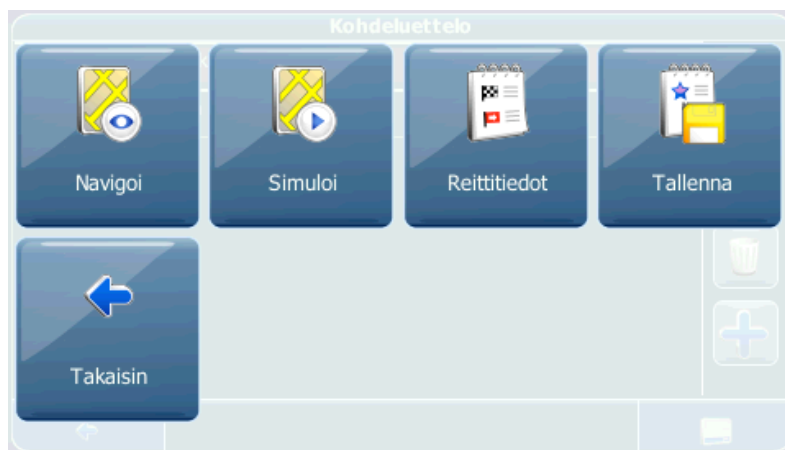 Kohdeluettelo
Navigoi
Simuloi
Reittitiedot
Tallenna
Takaisin